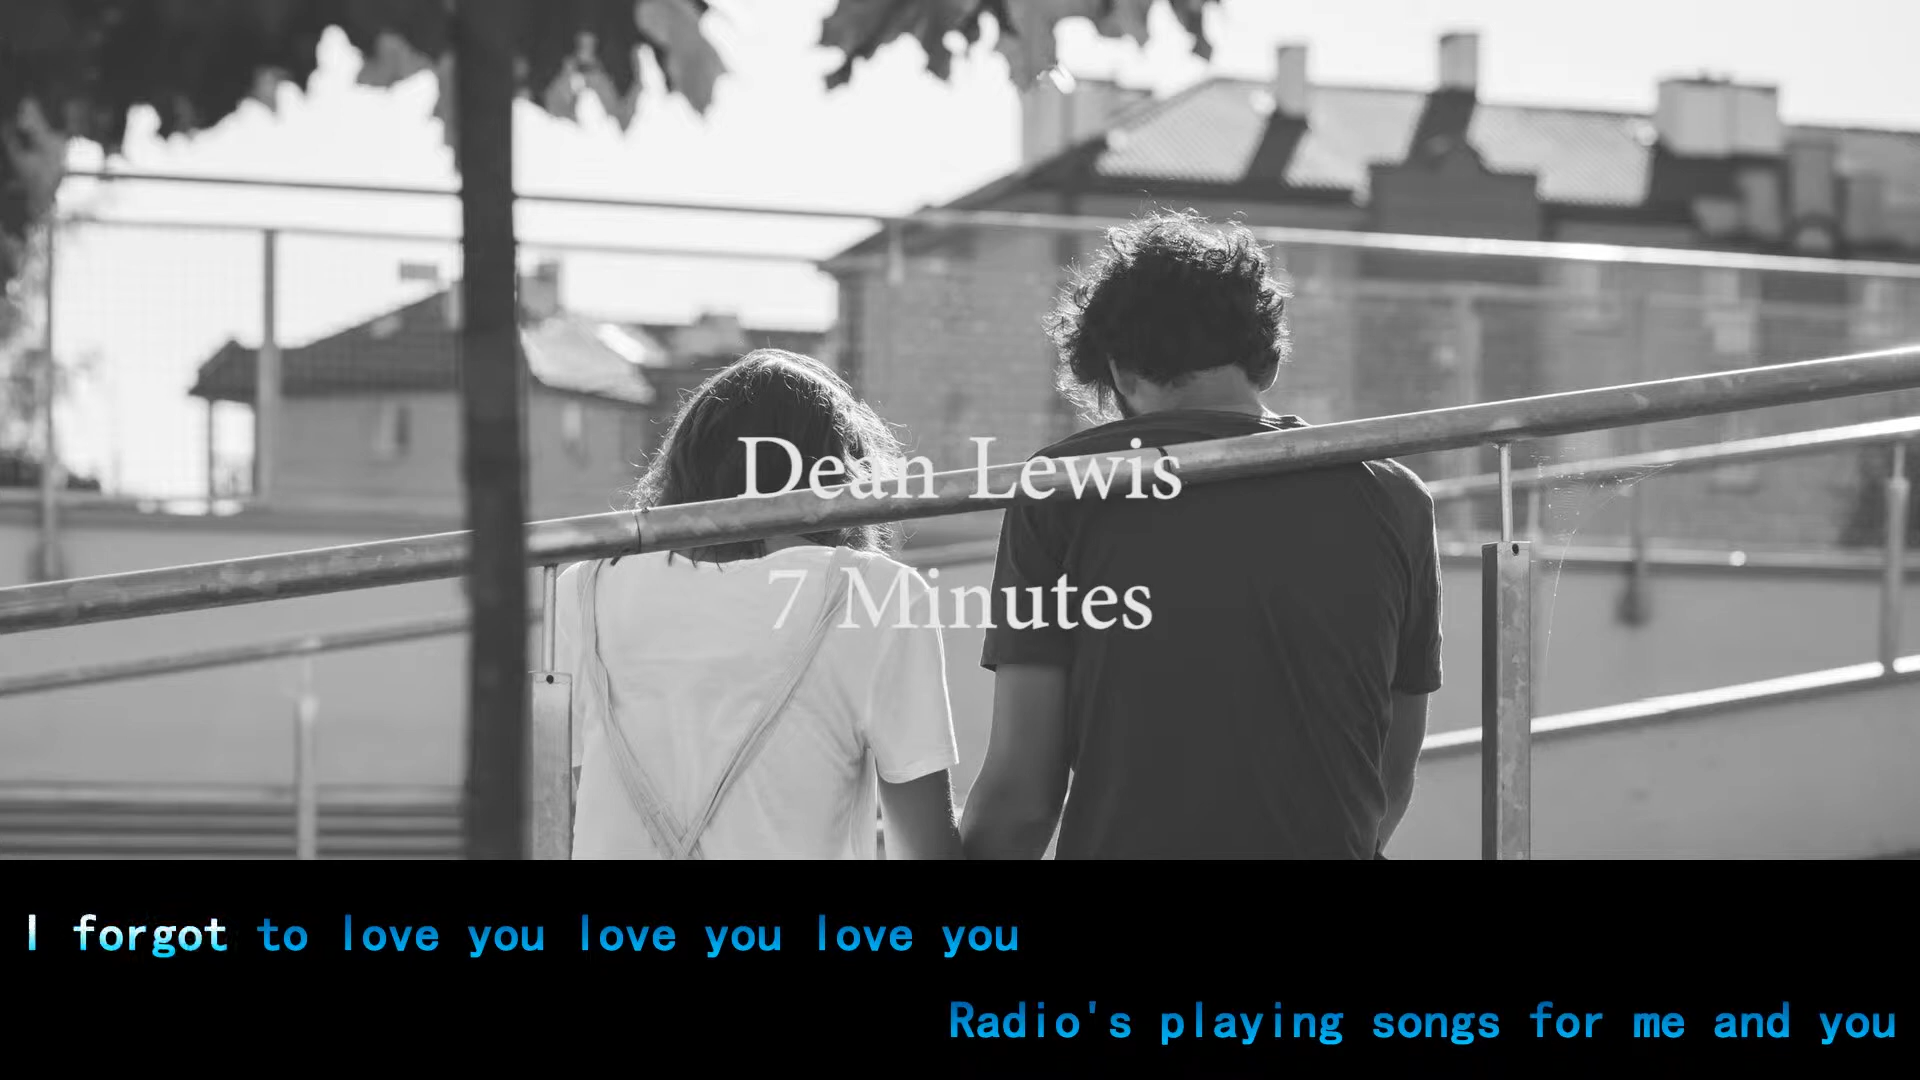 Dean Lewis
7 Minutes
I forgot to love you love you love you
Radio's playing songs for me and you